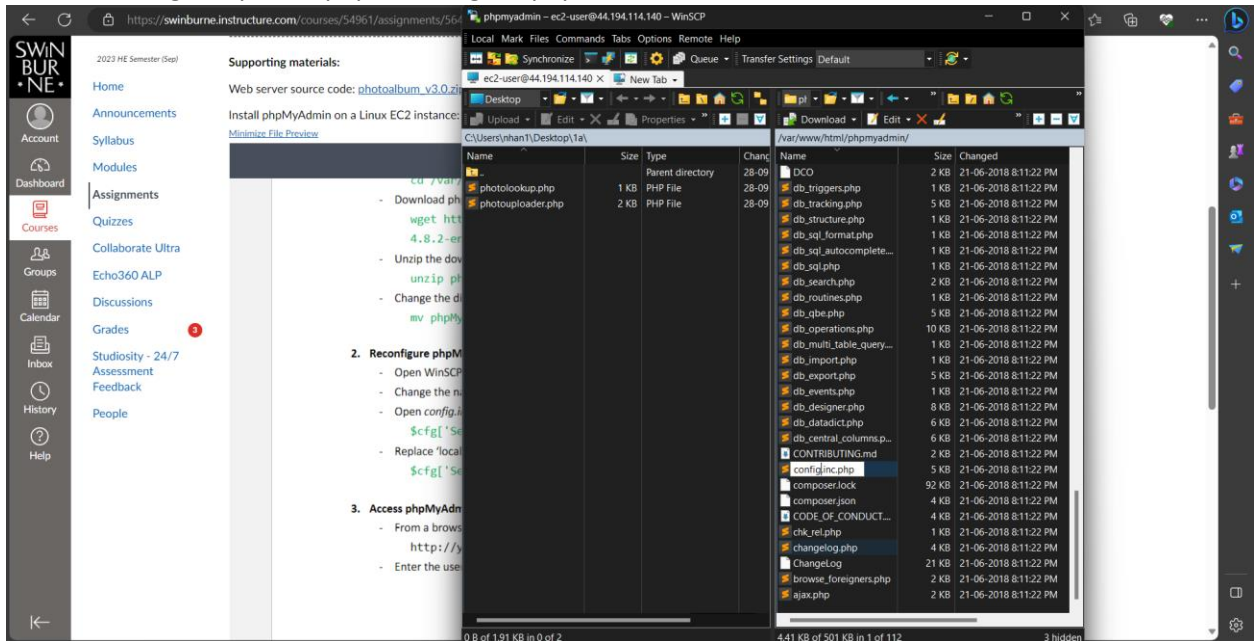 https://swinburne.instructure.com/courses/54961/assignments/564
SWiN
BUR
•NE•
Account
Dashboard
Courses
Groups
Calendar
Inbox
History
Help
2023 HE Semester (Sep)
Home
Announcements
Syllabus
Modules
Assignments
Quizzes
Collaborate Ultra
Echo360 ALP
Discussions
Grades 3
Studiosity - 24/7
Assessment
Feedback
People
Supporting materials:
Web server source code: photoalbum_v3.0.zi
Install phpMyAdmin on a Linux EC2 instance:
Minimize File Preview
cd /var/
- Download ph
wget htt
4.8.2-er
- Unzip the dov
unzip ph
- Change the di
mv phpMy
2. Reconfigure phpM
- Open WinSCP
- Change the n
- Open config.i
$cfg['Se
- Replace 'local
$cfg['Se
3. Access phpMyAdm
- From a brows
http://y
- Enter the use
phpmyadmin – ec2-user@44.194.114.140 – WinSCP
Local Mark Files Commands Tabs Options Remote Help
Synchronize Queue Transfer Settings Default
ec2-user@44.194.114.140 × New Tab
Desktop
Upload Edit Properties »
C:\Users\nhan1\Desktop\1a\
Name Size Type Chang
.. Parent directory 28-09
photolookup.php 1 KB PHP File 28-09
photouploader.php 2 KB PHP File 28-09
0 B of 1.91 KB in 0 of 2
Download Edit »
/var/www/html/phpmyadmin/
Name Size Changed
DCO 2 KB 21-06-2018 8:11:22 PM
db_triggers.php 1 KB 21-06-2018 8:11:22 PM
db_tracking.php 5 KB 21-06-2018 8:11:22 PM
db_structure.php 1 KB 21-06-2018 8:11:22 PM
db_sql_format.php 1 KB 21-06-2018 8:11:22 PM
db_sql_autocomplete.... 1 KB 21-06-2018 8:11:22 PM
db_sql.php 1 KB 21-06-2018 8:11:22 PM
db_search.php 2 KB 21-06-2018 8:11:22 PM
db_routines.php 1 KB 21-06-2018 8:11:22 PM
db_qbe.php 5 KB 21-06-2018 8:11:22 PM
db_operations.php 10 KB 21-06-2018 8:11:22 PM
db_multi_table_query.... 1 KB 21-06-2018 8:11:22 PM
db_import.php 1 KB 21-06-2018 8:11:22 PM
db_export.php 5 KB 21-06-2018 8:11:22 PM
db_events.php 1 KB 21-06-2018 8:11:22 PM
db_designer.php 8 KB 21-06-2018 8:11:22 PM
db_datadict.php 6 KB 21-06-2018 8:11:22 PM
db_central_columns.p... 6 KB 21-06-2018 8:11:22 PM
CONTRIBUTING.md 2 KB 21-06-2018 8:11:22 PM
config.inc.php 5 KB 21-06-2018 8:11:22 PM
composer.lock 92 KB 21-06-2018 8:11:22 PM
composer.json 4 KB 21-06-2018 8:11:22 PM
CODE_OF_CONDUCT.... 4 KB 21-06-2018 8:11:22 PM
chk_rel.php 1 KB 21-06-2018 8:11:22 PM
changelog.php 4 KB 21-06-2018 8:11:22 PM
ChangeLog 21 KB 21-06-2018 8:11:22 PM
browse_foreigners.php 2 KB 21-06-2018 8:11:22 PM
ajax.php 2 KB 21-06-2018 8:11:22 PM
4.41 KB of 501 KB in 1 of 112 3 hidden